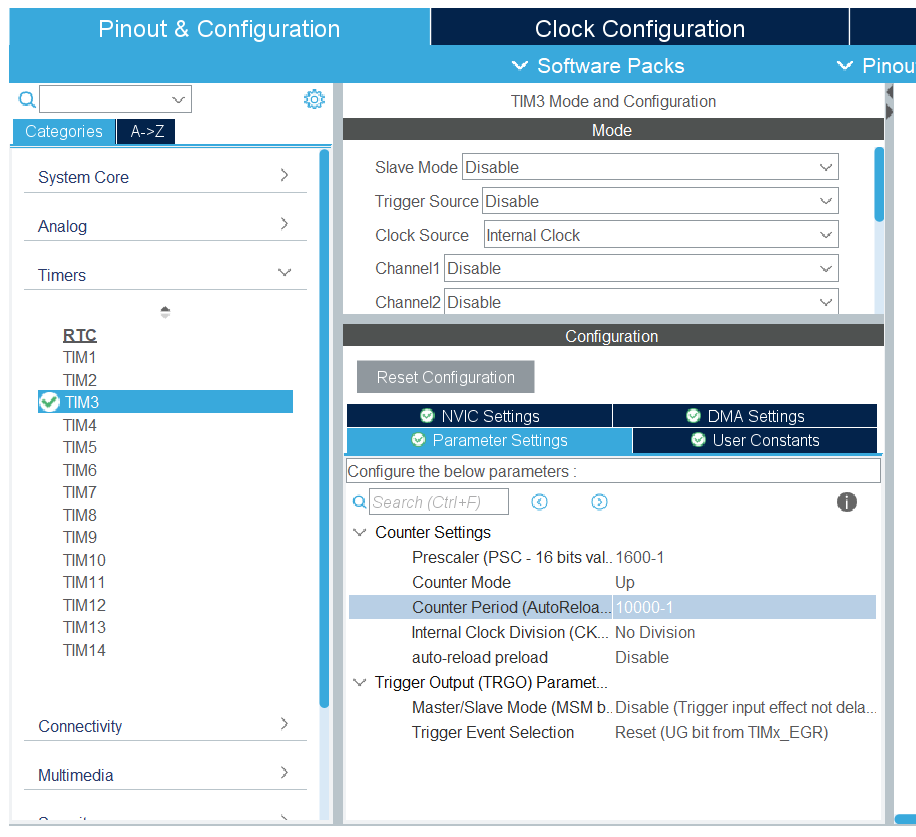 Pinout & Configuration
Clock Configuration
Software Packs
Pinou
Categories
A->Z
System Core
Analog
Timers
RTC
TIM1
TIM2
TIM3
TIM4
TIM5
TIM6
TIM7
TIM8
TIM9
TIM10
TIM11
TIM12
TIM13
TIM14
Connectivity
Multimedia
TIM3 Mode and Configuration
Mode
Slave Mode Disable
Trigger Source Disable
Clock Source Internal Clock
Channel1 Disable
Channel2 Disable
Configuration
Reset Configuration
NVIC Settings
DMA Settings
Parameter Settings
User Constants
Configure the below parameters :
Search (Ctrl+F)
Counter Settings
Prescaler (PSC - 16 bits val.. 1600-1
Counter Mode Up
Counter Period (AutoReloa... 10000-1
Internal Clock Division (CK... No Division
auto-reload preload Disable
Trigger Output (TRGO) Paramet...
Master/Slave Mode (MSM b.. Disable (Trigger input effect not dela...
Trigger Event Selection Reset (UG bit from TIMx_EGR)